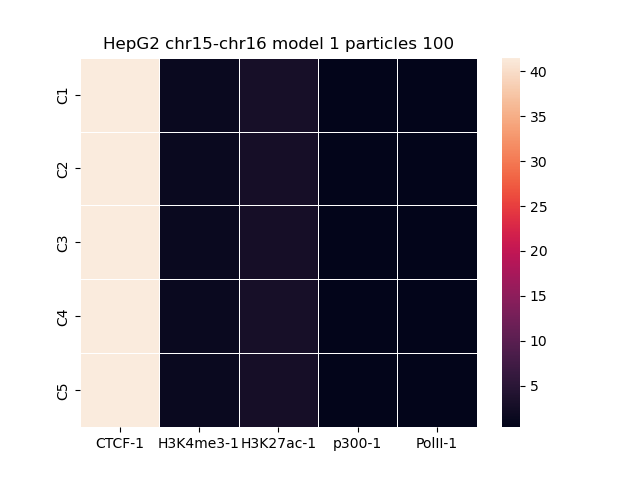 HepG2 chr15-chr16 model 1 particles 100
C1
C2
C3
C4
C5
CTCF-1 H3K4me3-1 H3K27ac-1 p300-1 PolII-1
40
35
30
25
20
15
10
5